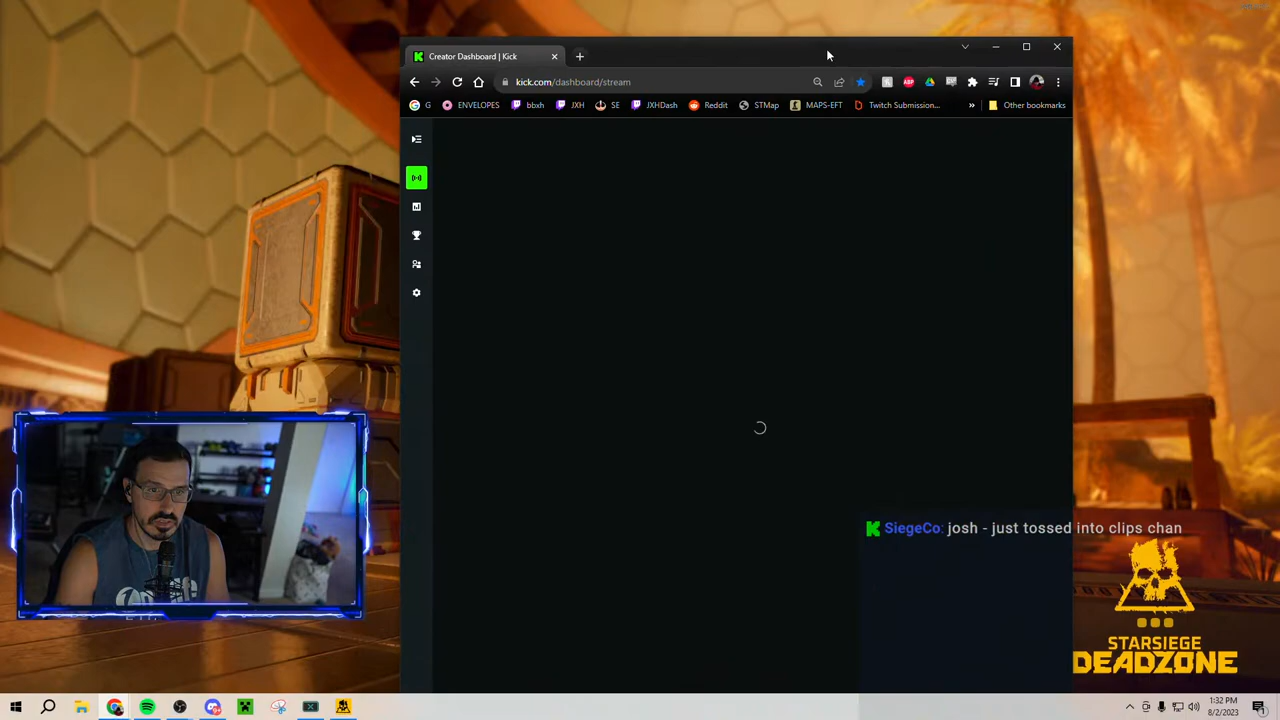 Creator Dashboard | Kick
kick.com/dashboard/stream
G ENVELOPES bbxh JXH SE JXHDash Reddit STMap MAPS-EFT Twitch Submission... » Other bookmarks
SiegeCo: josh - just tossed into clips chan
STARSIEGE
DEADZONE
1:32 PM
8/2/2023